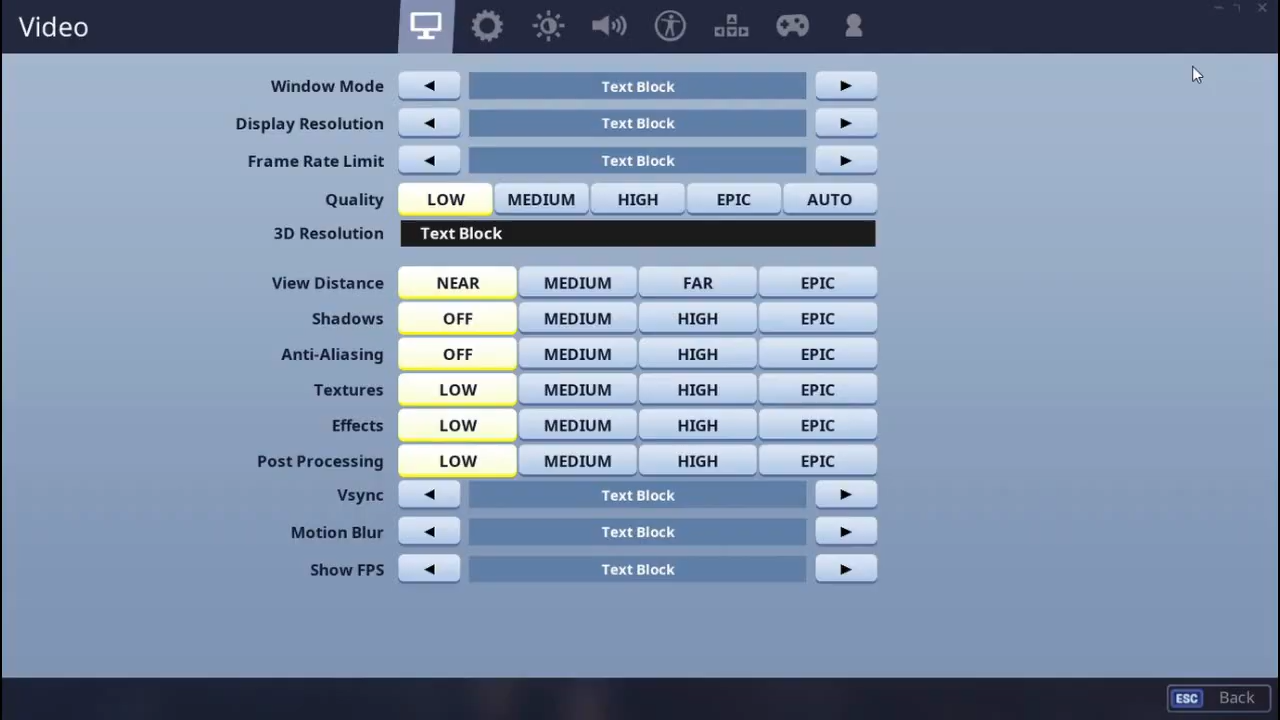 Video
Window Mode ◄ Text Block ►
Display Resolution ◄ Text Block ►
Frame Rate Limit ◄ Text Block ►
Quality LOW MEDIUM HIGH EPIC AUTO
3D Resolution Text Block
View Distance NEAR MEDIUM FAR EPIC
Shadows OFF MEDIUM HIGH EPIC
Anti-Aliasing OFF MEDIUM HIGH EPIC
Textures LOW MEDIUM HIGH EPIC
Effects LOW MEDIUM HIGH EPIC
Post Processing LOW MEDIUM HIGH EPIC
Vsync ◄ Text Block ►
Motion Blur ◄ Text Block ►
Show FPS ◄ Text Block ►
ESC Back